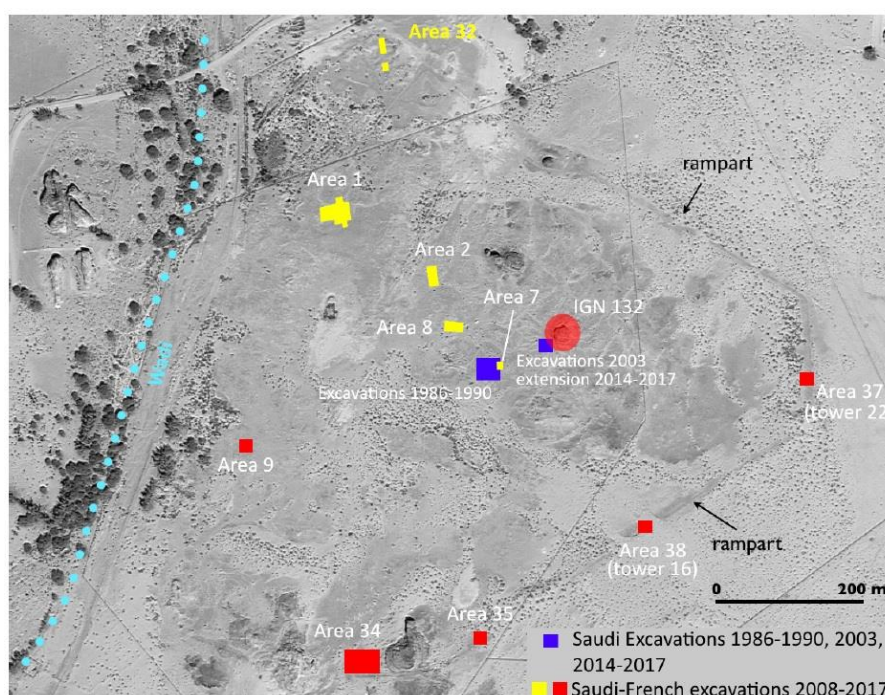 Area 32
rampart
Area 1
Area 2
Area 7
IGN 132
Area 8
Wadi
Excavations 2003
extension 2014-2017
Excavations 1986-1990
Area 37
(tower 22)
Area 9
Area 38
(tower 16)
rampart
0 200 m
Area 35
Area 34
Saudi Excavations 1986-1990, 2003,
2014-2017
Saudi-French excavations 2008-2017